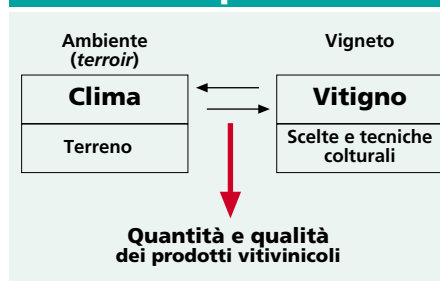 Ambiente
(terroir)
Vigneto
Clima
Vitigno
Terreno
Scelte e tecniche
colturali
Quantità e qualità
dei prodotti vitivinicoli